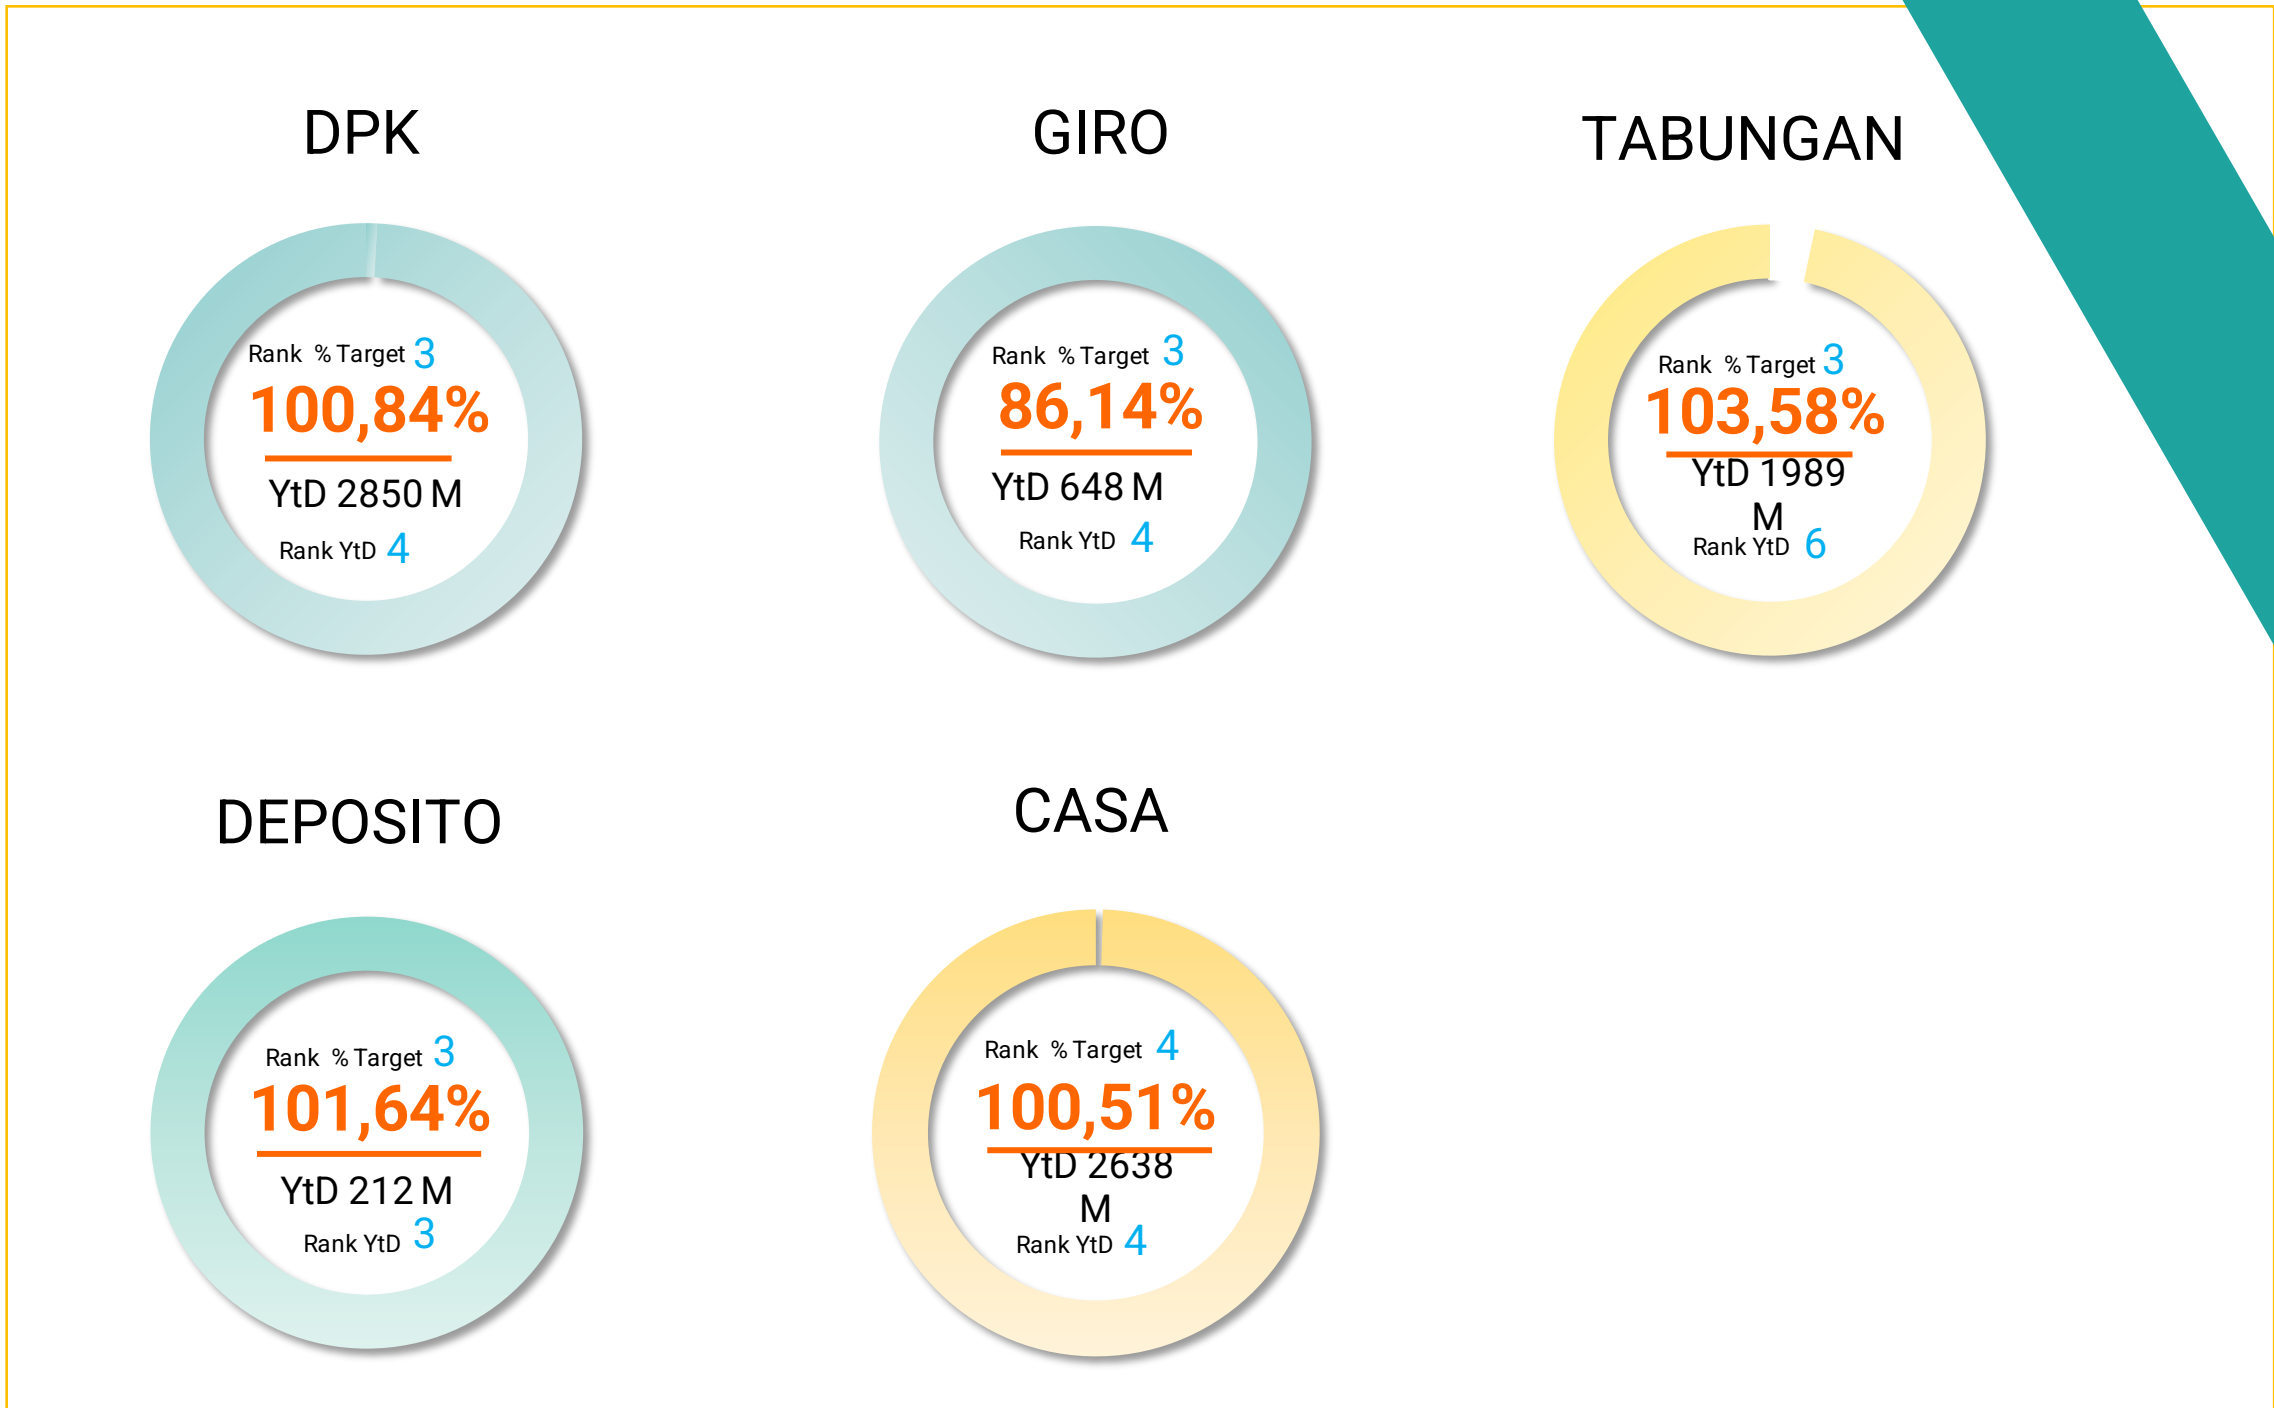 DPK
Rank % Target 3
100,84%
YtD 2850 M
Rank YtD 4
GIRO
Rank % Target 3
86,14%
YtD 648 M
Rank YtD 4
TABUNGAN
Rank % Target 3
103,58%
YtD 1989
M
Rank YtD 6
DEPOSITO
Rank % Target 3
101,64%
YtD 212 M
Rank YtD 3
CASA
Rank % Target 4
100,51%
YtD 2638
M
Rank YtD 4